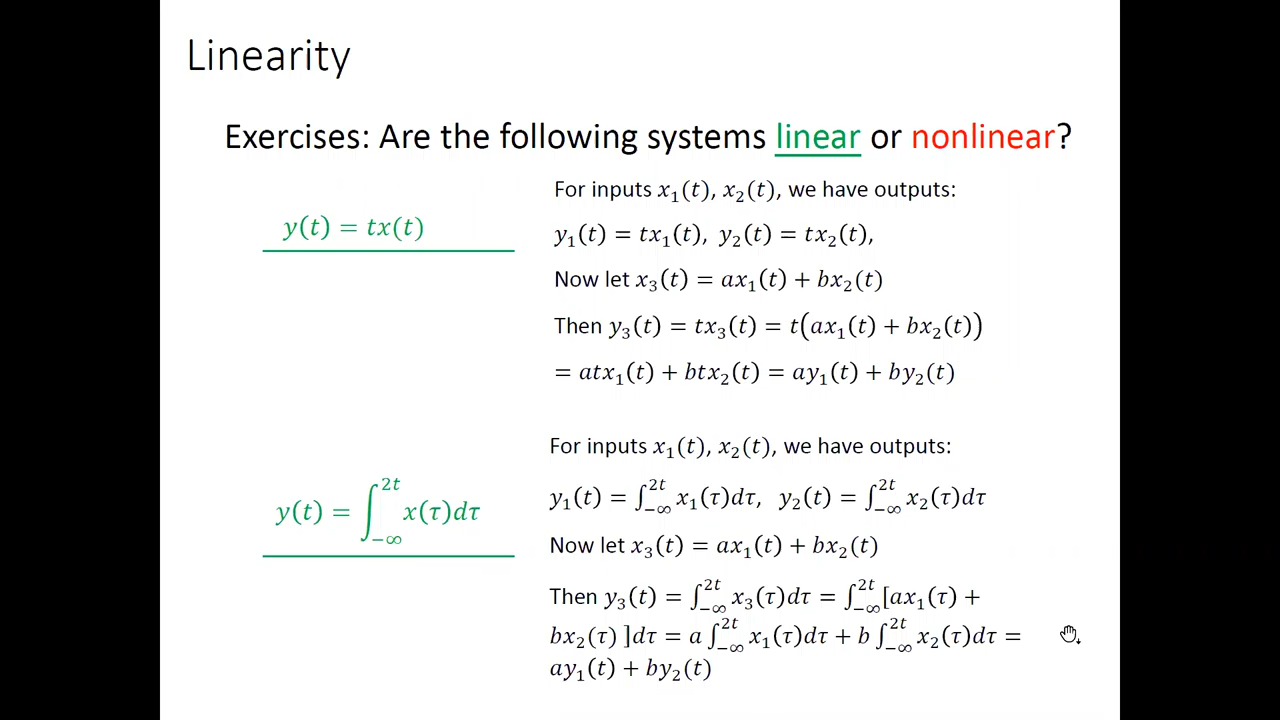 Linearity
Exercises: Are the following systems linear or nonlinear?
y(t) = tx(t)
For inputs x₁(t), x₂(t), we have outputs:
y₁(t) = tx₁(t), y₂(t) = tx₂(t),
Now let x₃(t) = ax₁(t) + bx₂(t)
Then y₃(t) = tx₃(t) = t(ax₁(t) + bx₂(t))
= atx₁(t) + btx₂(t) = ay₁(t) + by₂(t)
y(t) = ∫_{-∞}^{2t} x(τ)dτ
For inputs x₁(t), x₂(t), we have outputs:
y₁(t) = ∫_{-∞}^{2t} x₁(τ)dτ, y₂(t) = ∫_{-∞}^{2t} x₂(τ)dτ
Now let x₃(t) = ax₁(t) + bx₂(t)
Then y₃(t) = ∫_{-∞}^{2t} x₃(τ)dτ = ∫_{-∞}^{2t} [ax₁(τ) +
bx₂(τ) ]dτ = a ∫_{-∞}^{2t} x₁(τ)dτ + b ∫_{-∞}^{2t} x₂(τ)dτ =
ay₁(t) + by₂(t)